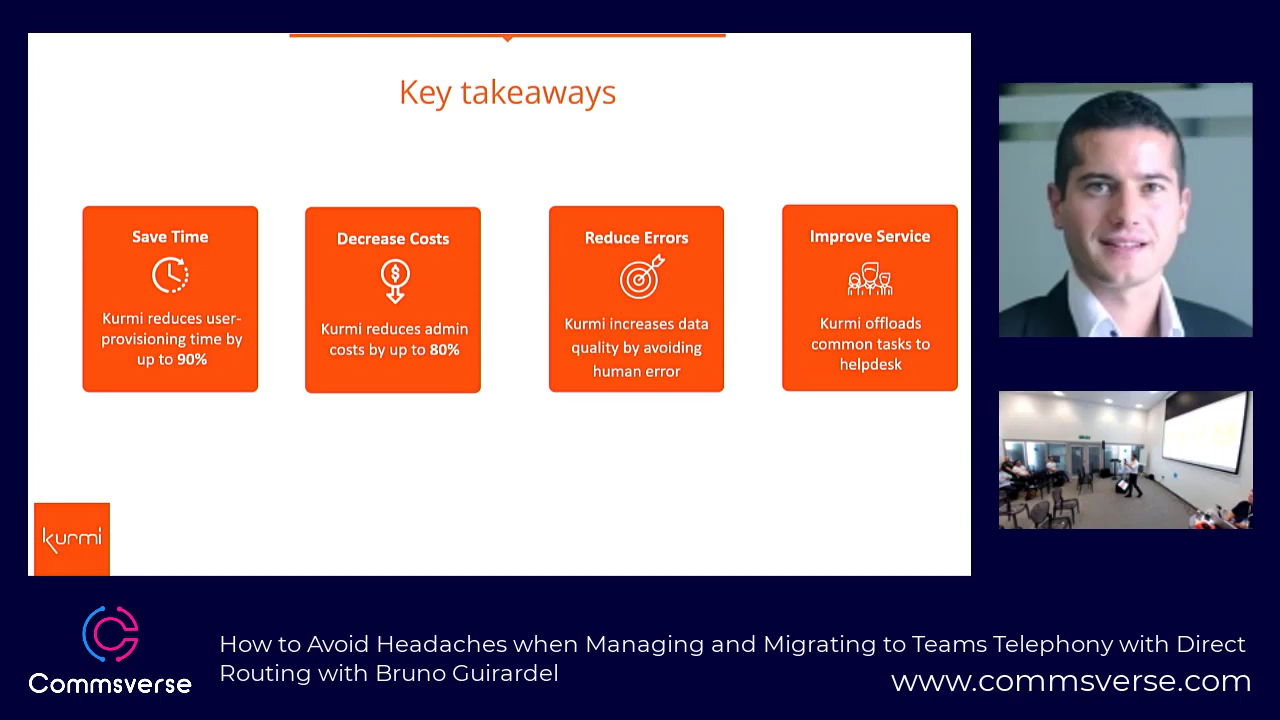 Key takeaways
Save Time
Kurmi reduces user-
provisioning time by
up to 90%
Decrease Costs
$
Kurmi reduces admin
costs by up to 80%
Reduce Errors
Kurmi increases data
quality by avoiding
human error
Improve Service
Kurmi offloads
common tasks to
helpdesk
kurmi
Commsverse
How to Avoid Headaches when Managing and Migrating to Teams Telephony with Direct
Routing with Bruno Guirardel
www.commsverse.com